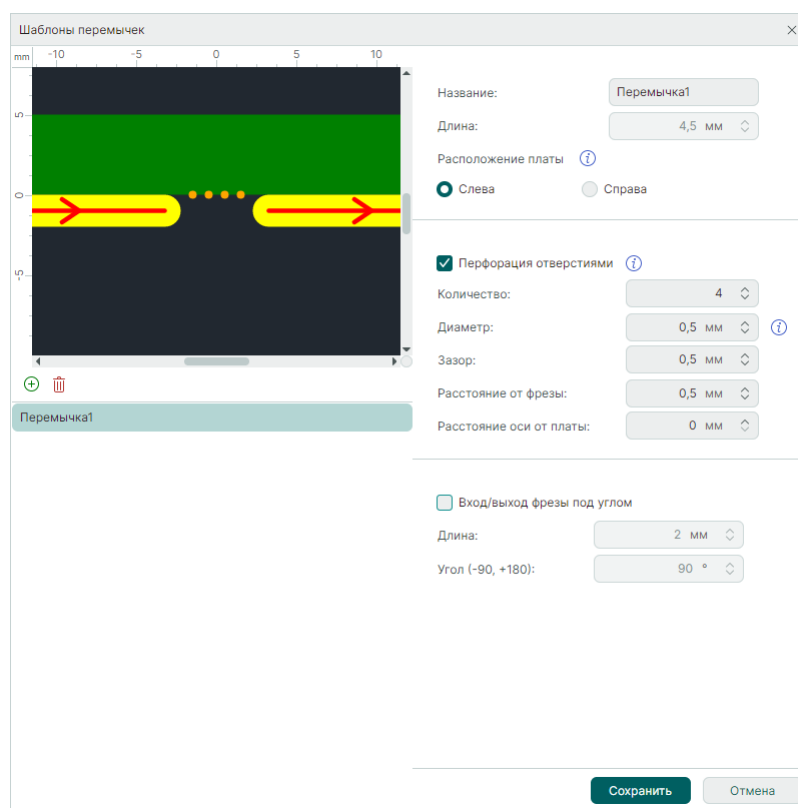 Шаблоны перемычек
mm -10 -5 0 5 10
5
0
-5
Название: Перемычка1
Длина: 4,5 мм
Расположение платы
Слева Справа
Перфорация отверстиями
Количество: 4
Диаметр: 0,5 мм
Зазор: 0,5 мм
Расстояние от фрезы: 0,5 мм
Расстояние оси от платы: 0 мм
Перемычка1
Вход/выход фрезы под углом
Длина: 2 мм
Угол (-90, +180): 90 °
Сохранить Отмена